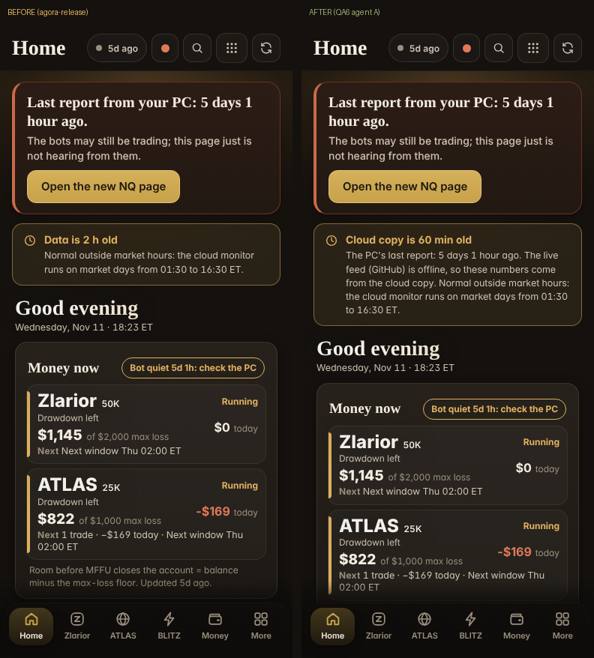 BEFORE (agora-release)
Home
5d ago
Last report from your PC: 5 days 1
hour ago.
The bots may still be trading; this page just is
not hearing from them.
Open the new NQ page
Data is 2 h old
Normal outside market hours: the cloud monitor
runs on market days from 01:30 to 16:30 ET.
Good evening
Wednesday, Nov 11 · 18:23 ET
Money now
Bot quiet 5d 1h: check the PC
Zlarior 50K
Running
Drawdown left
$1,145 of $2,000 max loss
$0 today
Next Next window Thu 02:00 ET
ATLAS 25K
Running
Drawdown left
$822 of $1,000 max loss
-$169 today
Next 1 trade · −$169 today · Next window Thu
02:00 ET
Room before MFFU closes the account = balance
minus the max-loss floor. Updated 5d ago.
Home
Zlarior
ATLAS
BLITZ
Money
More
AFTER (QA6 agent A)
Home
5d ago
Last report from your PC: 5 days 1
hour ago.
The bots may still be trading; this page just is
not hearing from them.
Open the new NQ page
Cloud copy is 60 min old
The PC's last report: 5 days 1 hour ago. The live
feed (GitHub) is offline, so these numbers come
from the cloud copy. Normal outside market hours:
the cloud monitor runs on market days from 01:30
to 16:30 ET.
Good evening
Wednesday, Nov 11 · 18:23 ET
Money now
Bot quiet 5d 1h: check the PC
Zlarior 50K
Running
Drawdown left
$1,145 of $2,000 max loss
$0 today
Next Next window Thu 02:00 ET
ATLAS 25K
Running
Drawdown left
$822 of $1,000 max loss
-$169 today
Next 1 trade · −$169 today · Next window Thu
02:00 ET
Home
Zlarior
ATLAS
BLITZ
Money
More